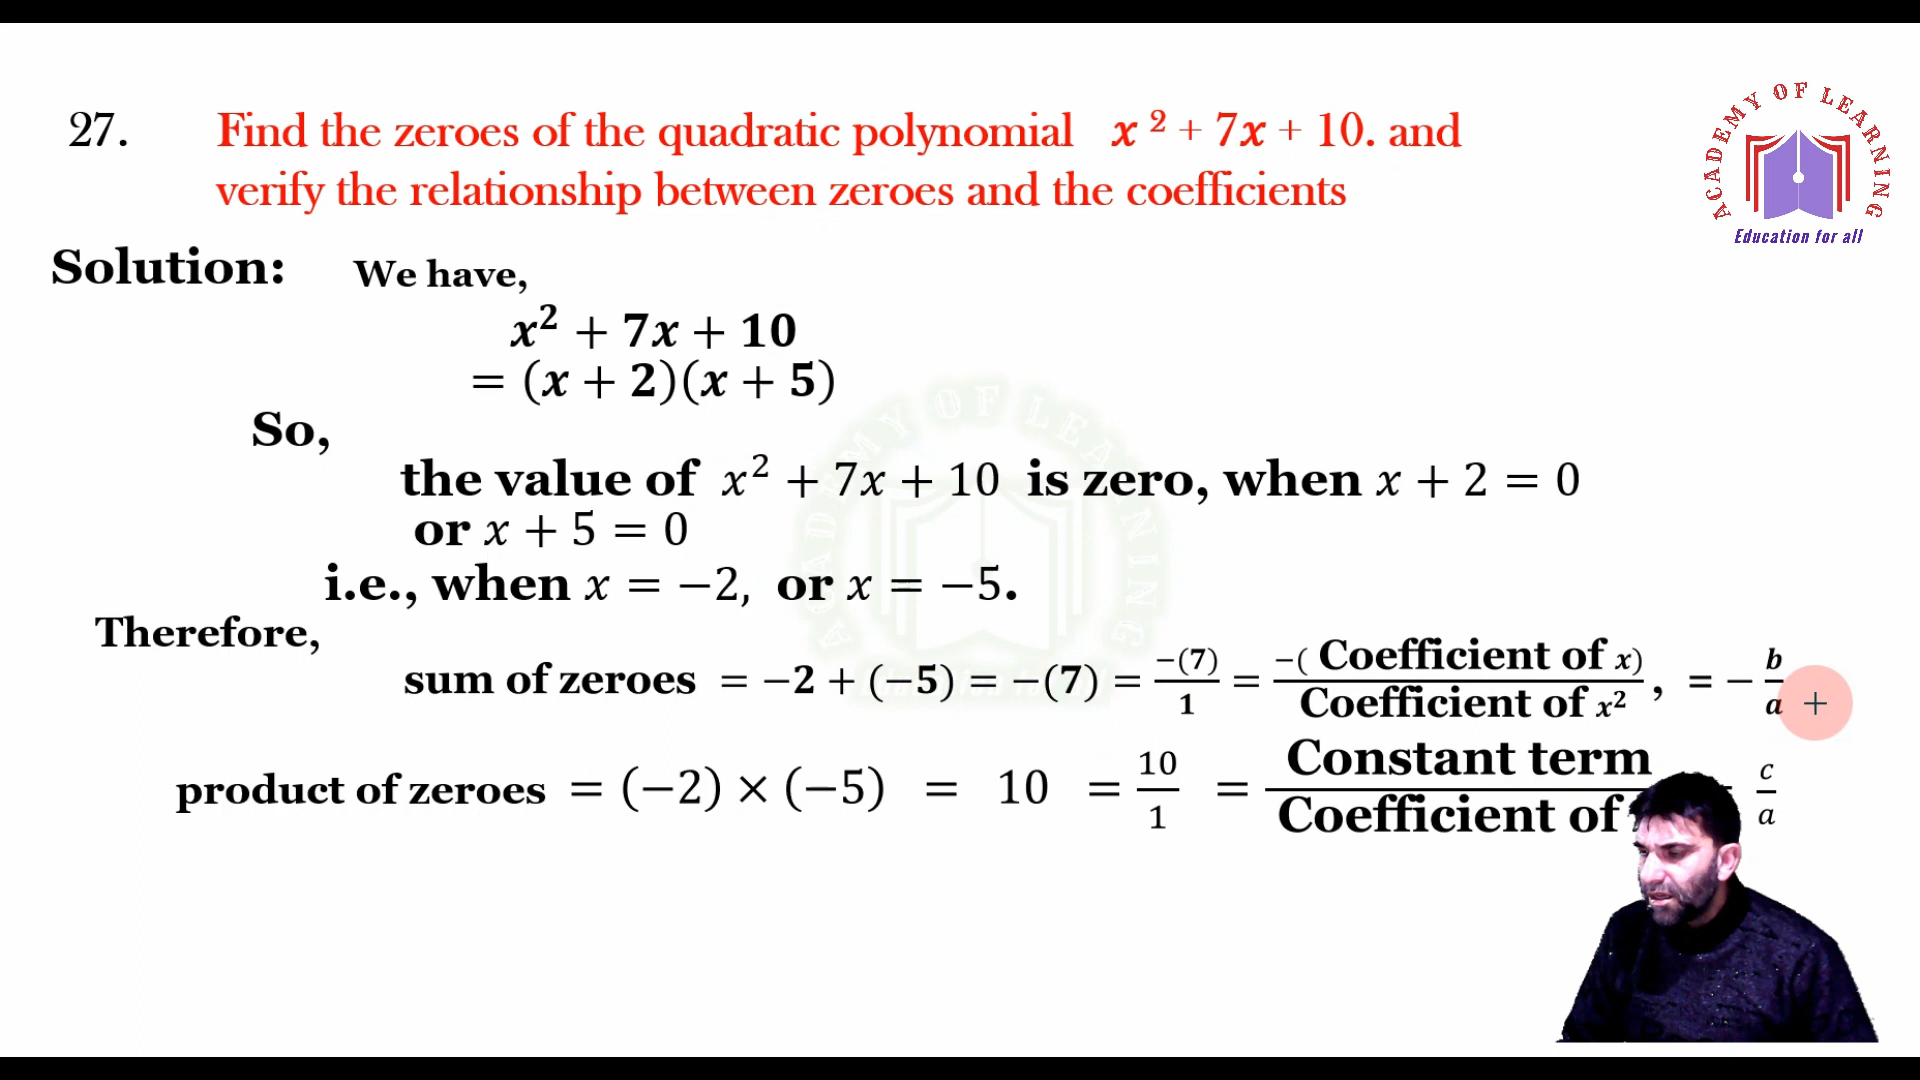 27. Find the zeroes of the quadratic polynomial x² + 7x + 10. and
verify the relationship between zeroes and the coefficients
ACADEMY OF LEARNING
Education for all
Solution: We have,
x² + 7x + 10
= (x + 2)(x + 5)
So,
the value of x² + 7x + 10 is zero, when x + 2 = 0
or x + 5 = 0
i.e., when x = −2, or x = −5.
Therefore,
sum of zeroes = −2 + (−5) = −(7) = −(7)/1 = −( Coefficient of x)/Coefficient of x² , = − b/a
product of zeroes = (−2) × (−5) = 10 = 10/1 = Constant term/Coefficient of c/a
ACADEMY OF LEARNING